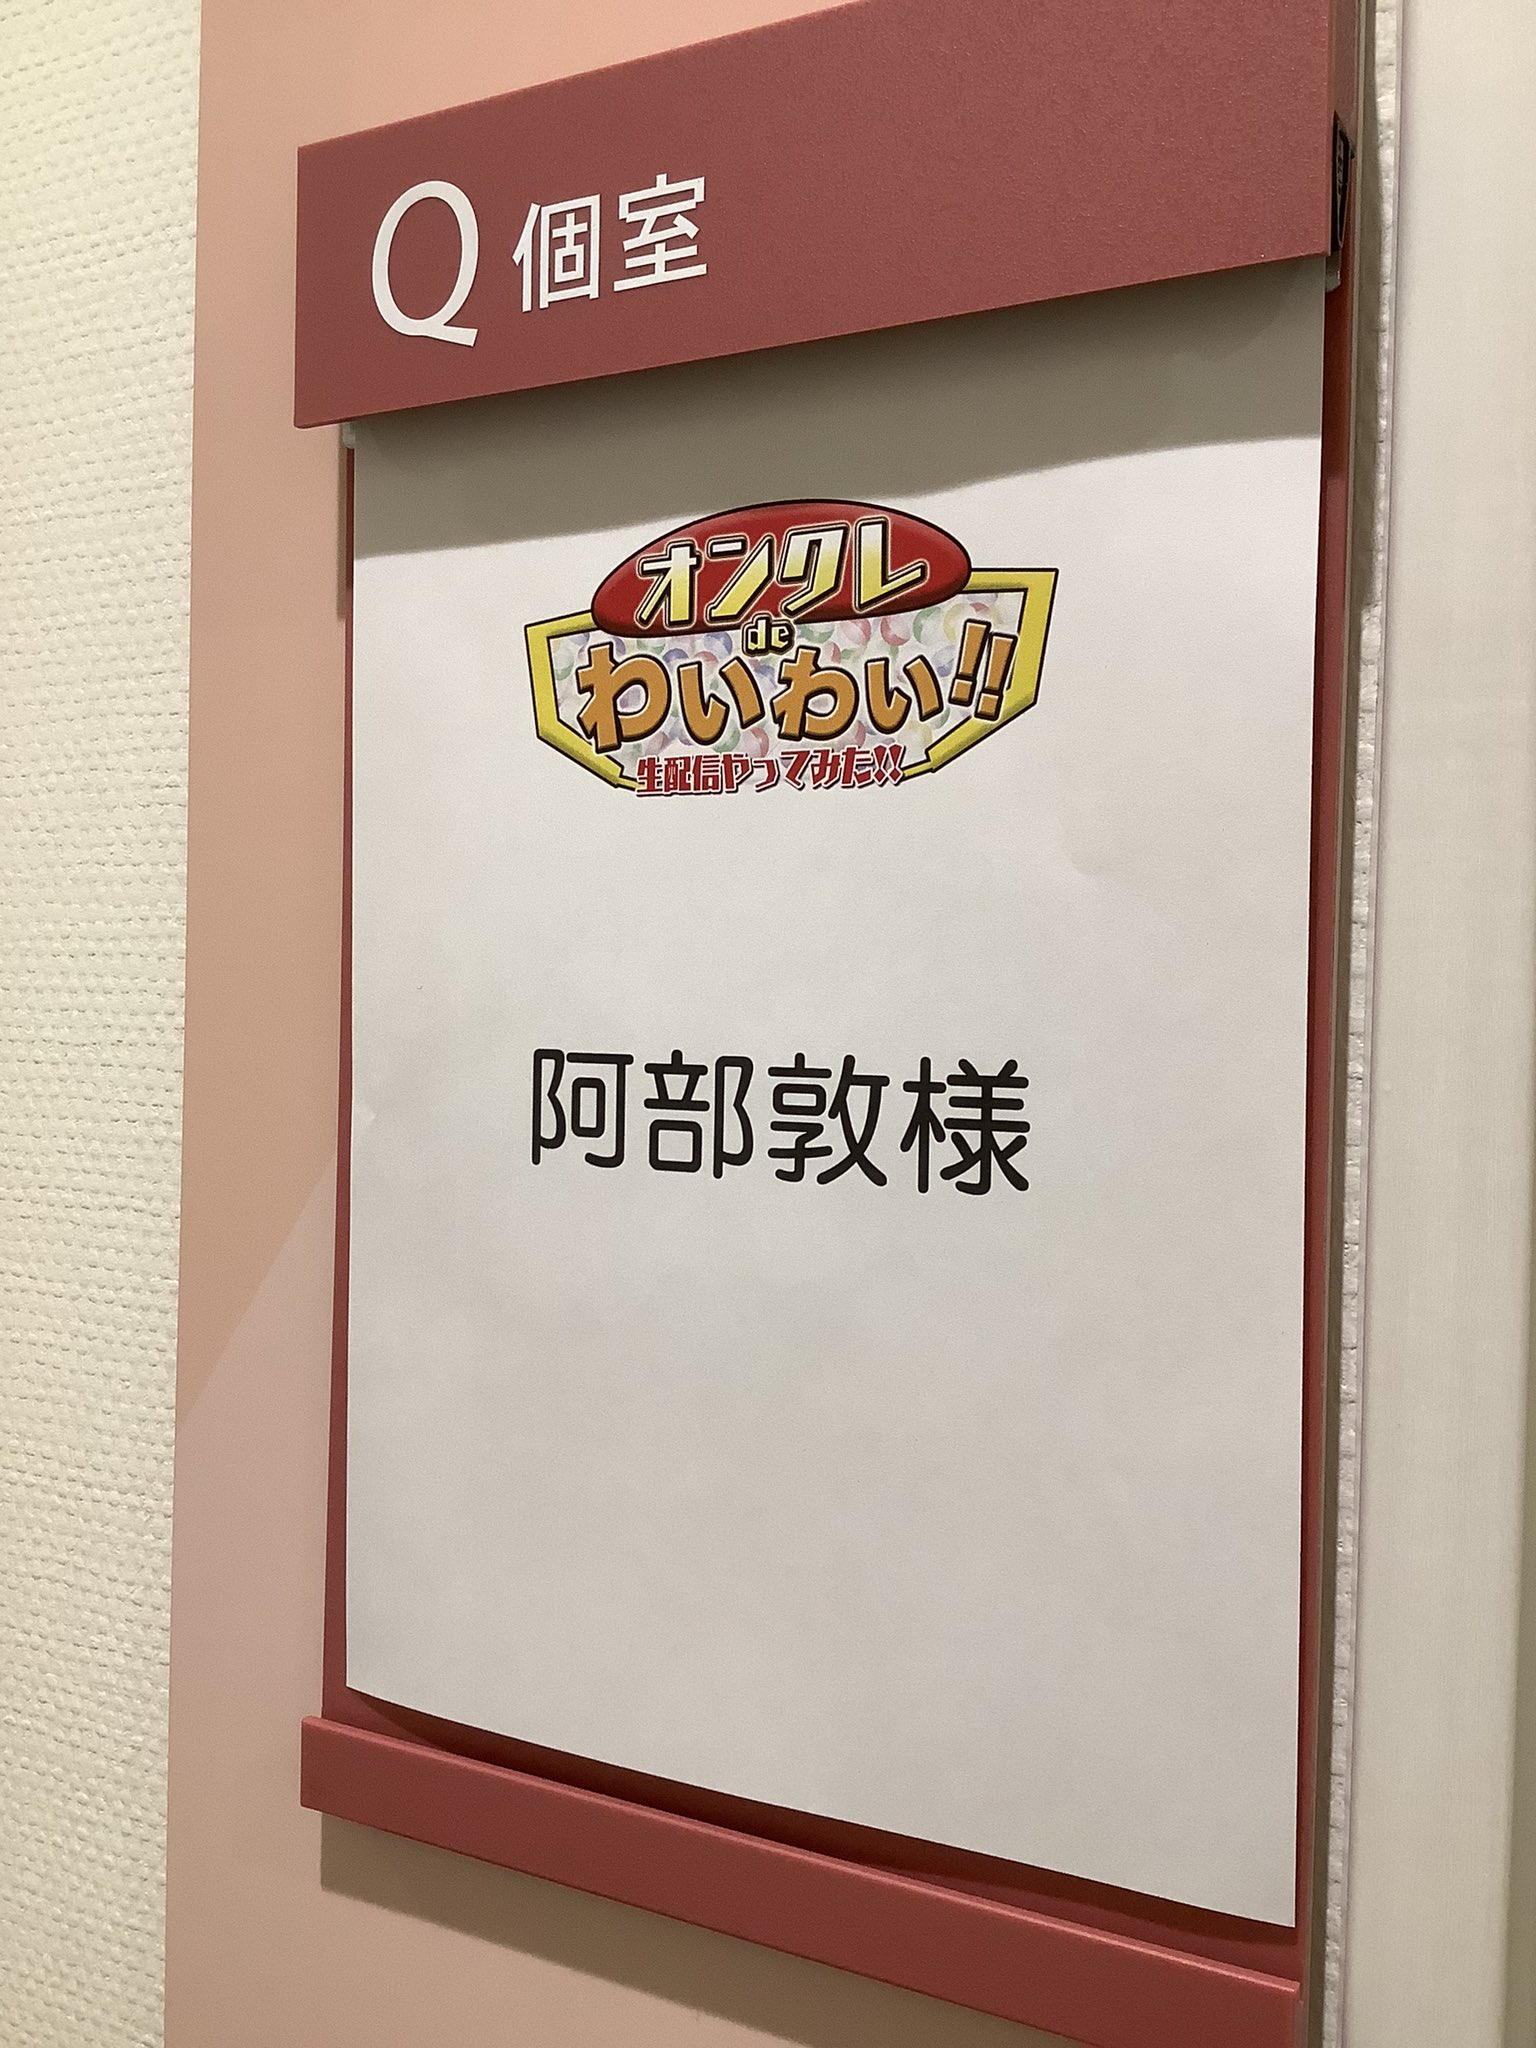 Q 個室
オンクレ
de
わいわい!!
生配信やってみた!!
阿部敦様